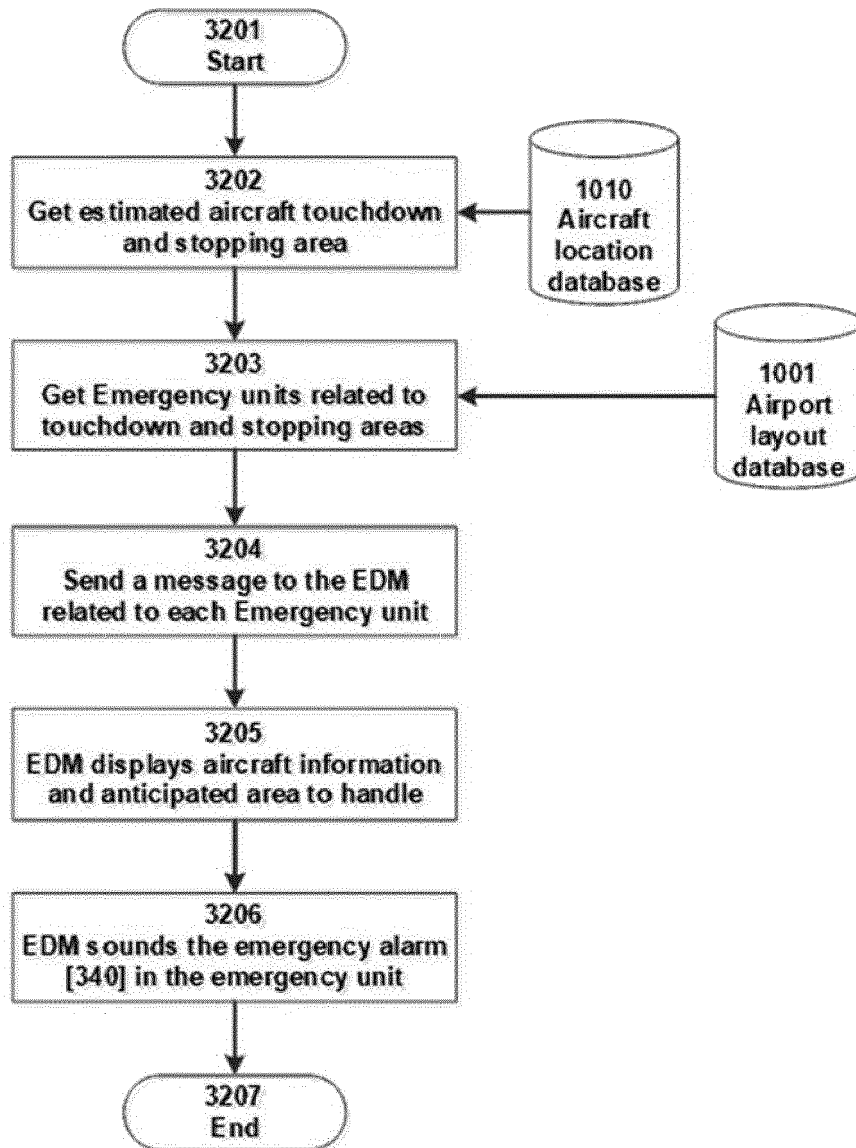 3201
Start
3202
Get estimated aircraft touchdown
and stopping area
1010
Aircraft
location
database
3203
Get Emergency units related to
touchdown and stopping areas
1001
Airport
layout
database
3204
Send a message to the EDM
related to each Emergency unit
3205
EDM displays aircraft information
and anticipated area to handle
3206
EDM sounds the emergency alarm
[340] in the emergency unit
3207
End